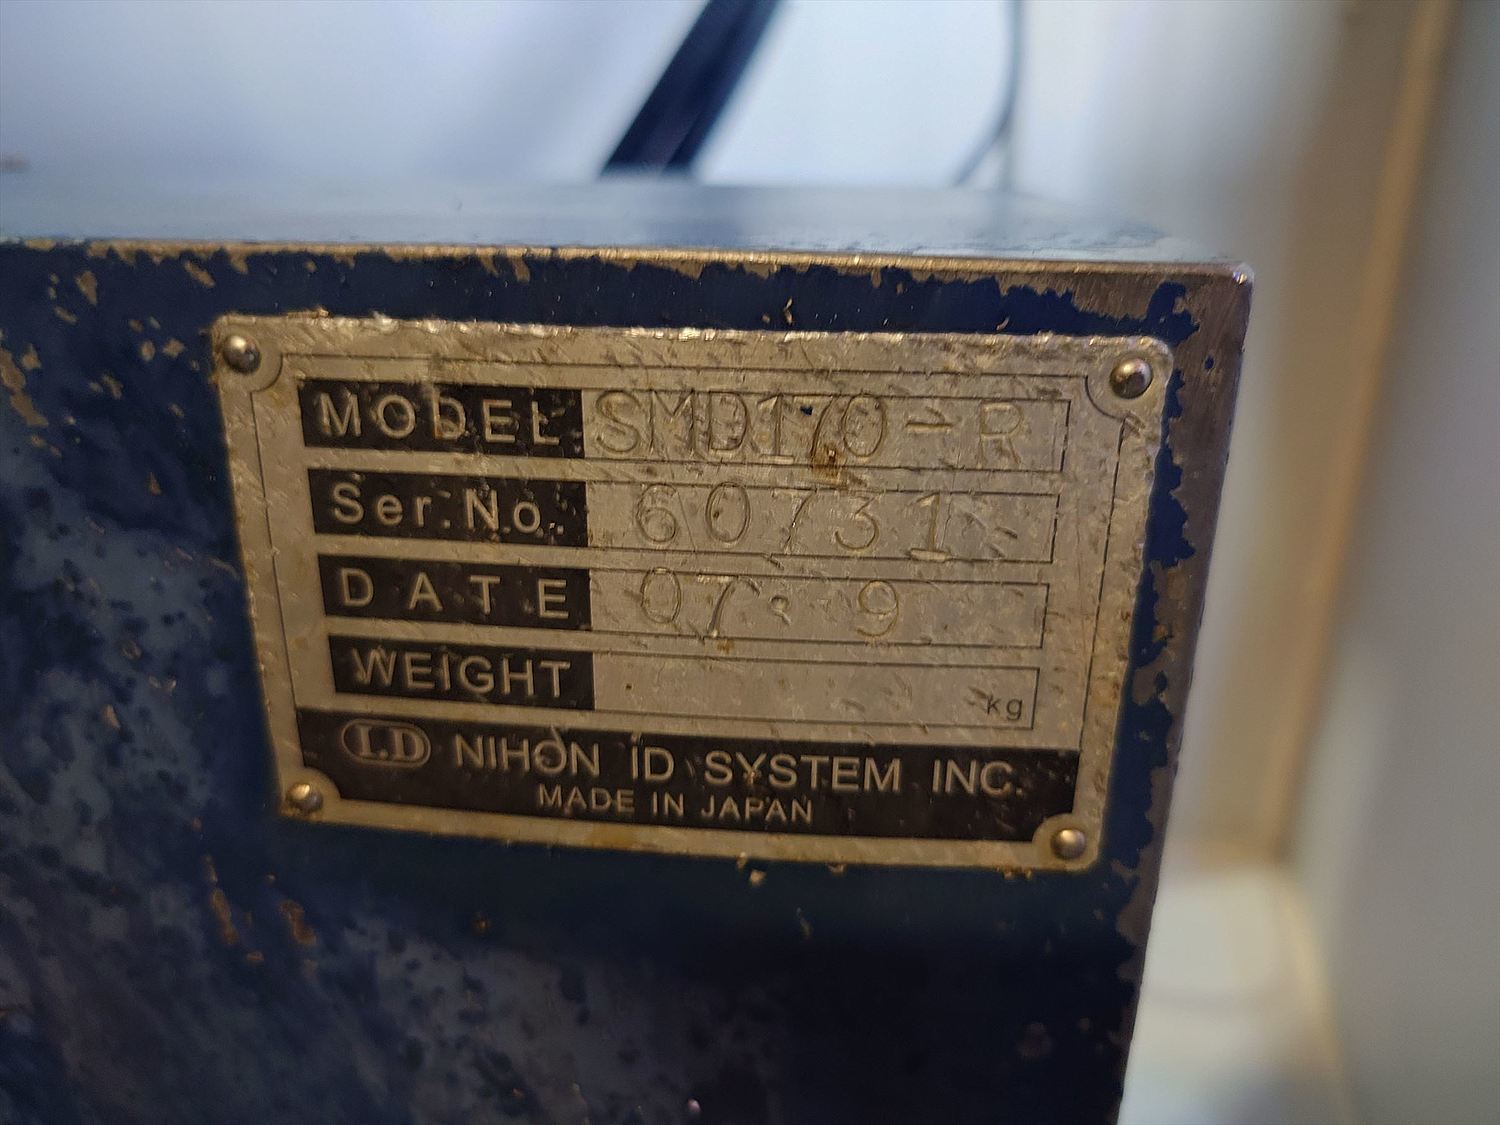 MODEL SMD170-R
Ser.No. 60731
DATE 07. 9
WEIGHT kg
I.D NIHON ID SYSTEM INC.
MADE IN JAPAN